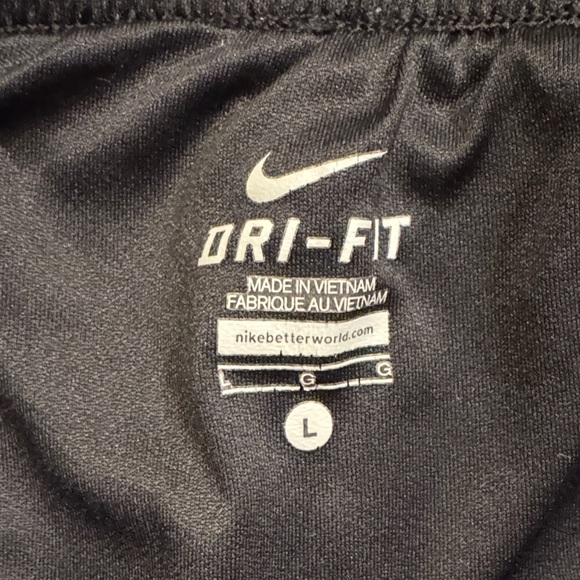 DRI-FIT
MADE IN VIETNAM
FABRIQUE AU VIETNAM
nikebetterworld.com
L G G
L